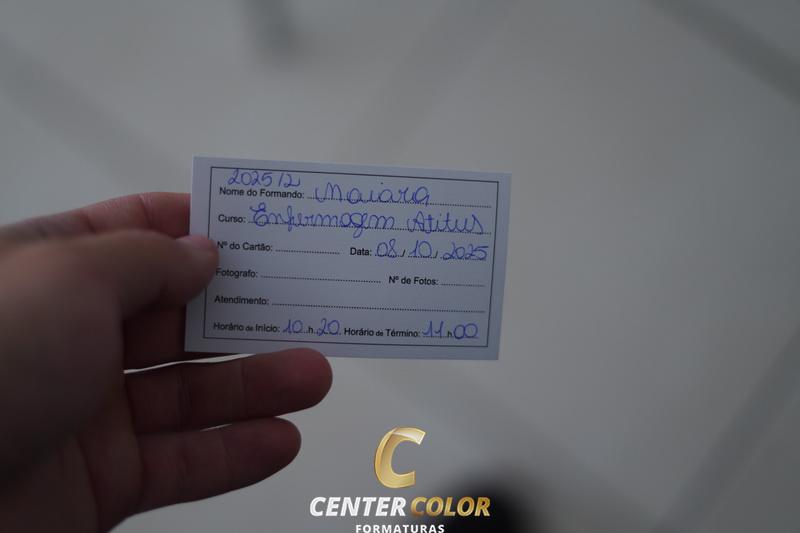 2025/2
Nome do Formando: Maiara
Curso: Enfermagem Atitus
Nº do Cartão: Data: 08/10/2025
Fotografo: Nº de Fotos:
Atendimento:
Horário de Início: 10 h 20 Horário de Término: 11 h 00
C
CENTER COLOR
FORMATURAS